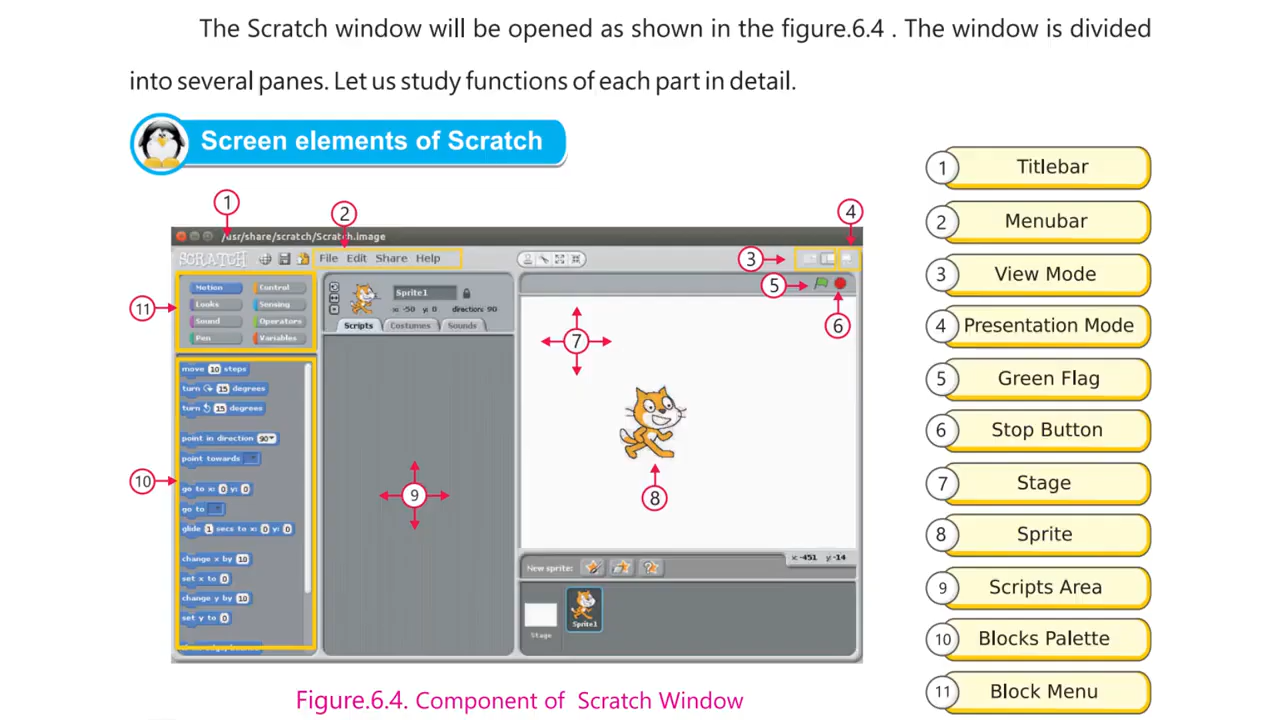 The Scratch window will be opened as shown in the figure.6.4 . The window is divided
into several panes. Let us study functions of each part in detail.
Screen elements of Scratch
1 Titlebar
2 Menubar
3 View Mode
4 Presentation Mode
5 Green Flag
6 Stop Button
7 Stage
8 Sprite
9 Scripts Area
10 Blocks Palette
11 Block Menu
1
2
4
/usr/share/scratch/Scratch.image
SCRATCH File Edit Share Help
3
5
6
11
Motion Control
Looks Sensing
Sound Operators
Pen Variables
Sprite1
x: -50 y: 0 direction: 90
Scripts Costumes Sounds
7
8
9
10
move 10 steps
turn 15 degrees
turn 15 degrees
point in direction 90
point towards
go to x: 0 y: 0
go to
glide 1 secs to x: 0 y: 0
change x by 10
set x to 0
change y by 10
set y to 0
x: -451 y: -14
New sprite:
Stage
Sprite1
Figure.6.4. Component of Scratch Window